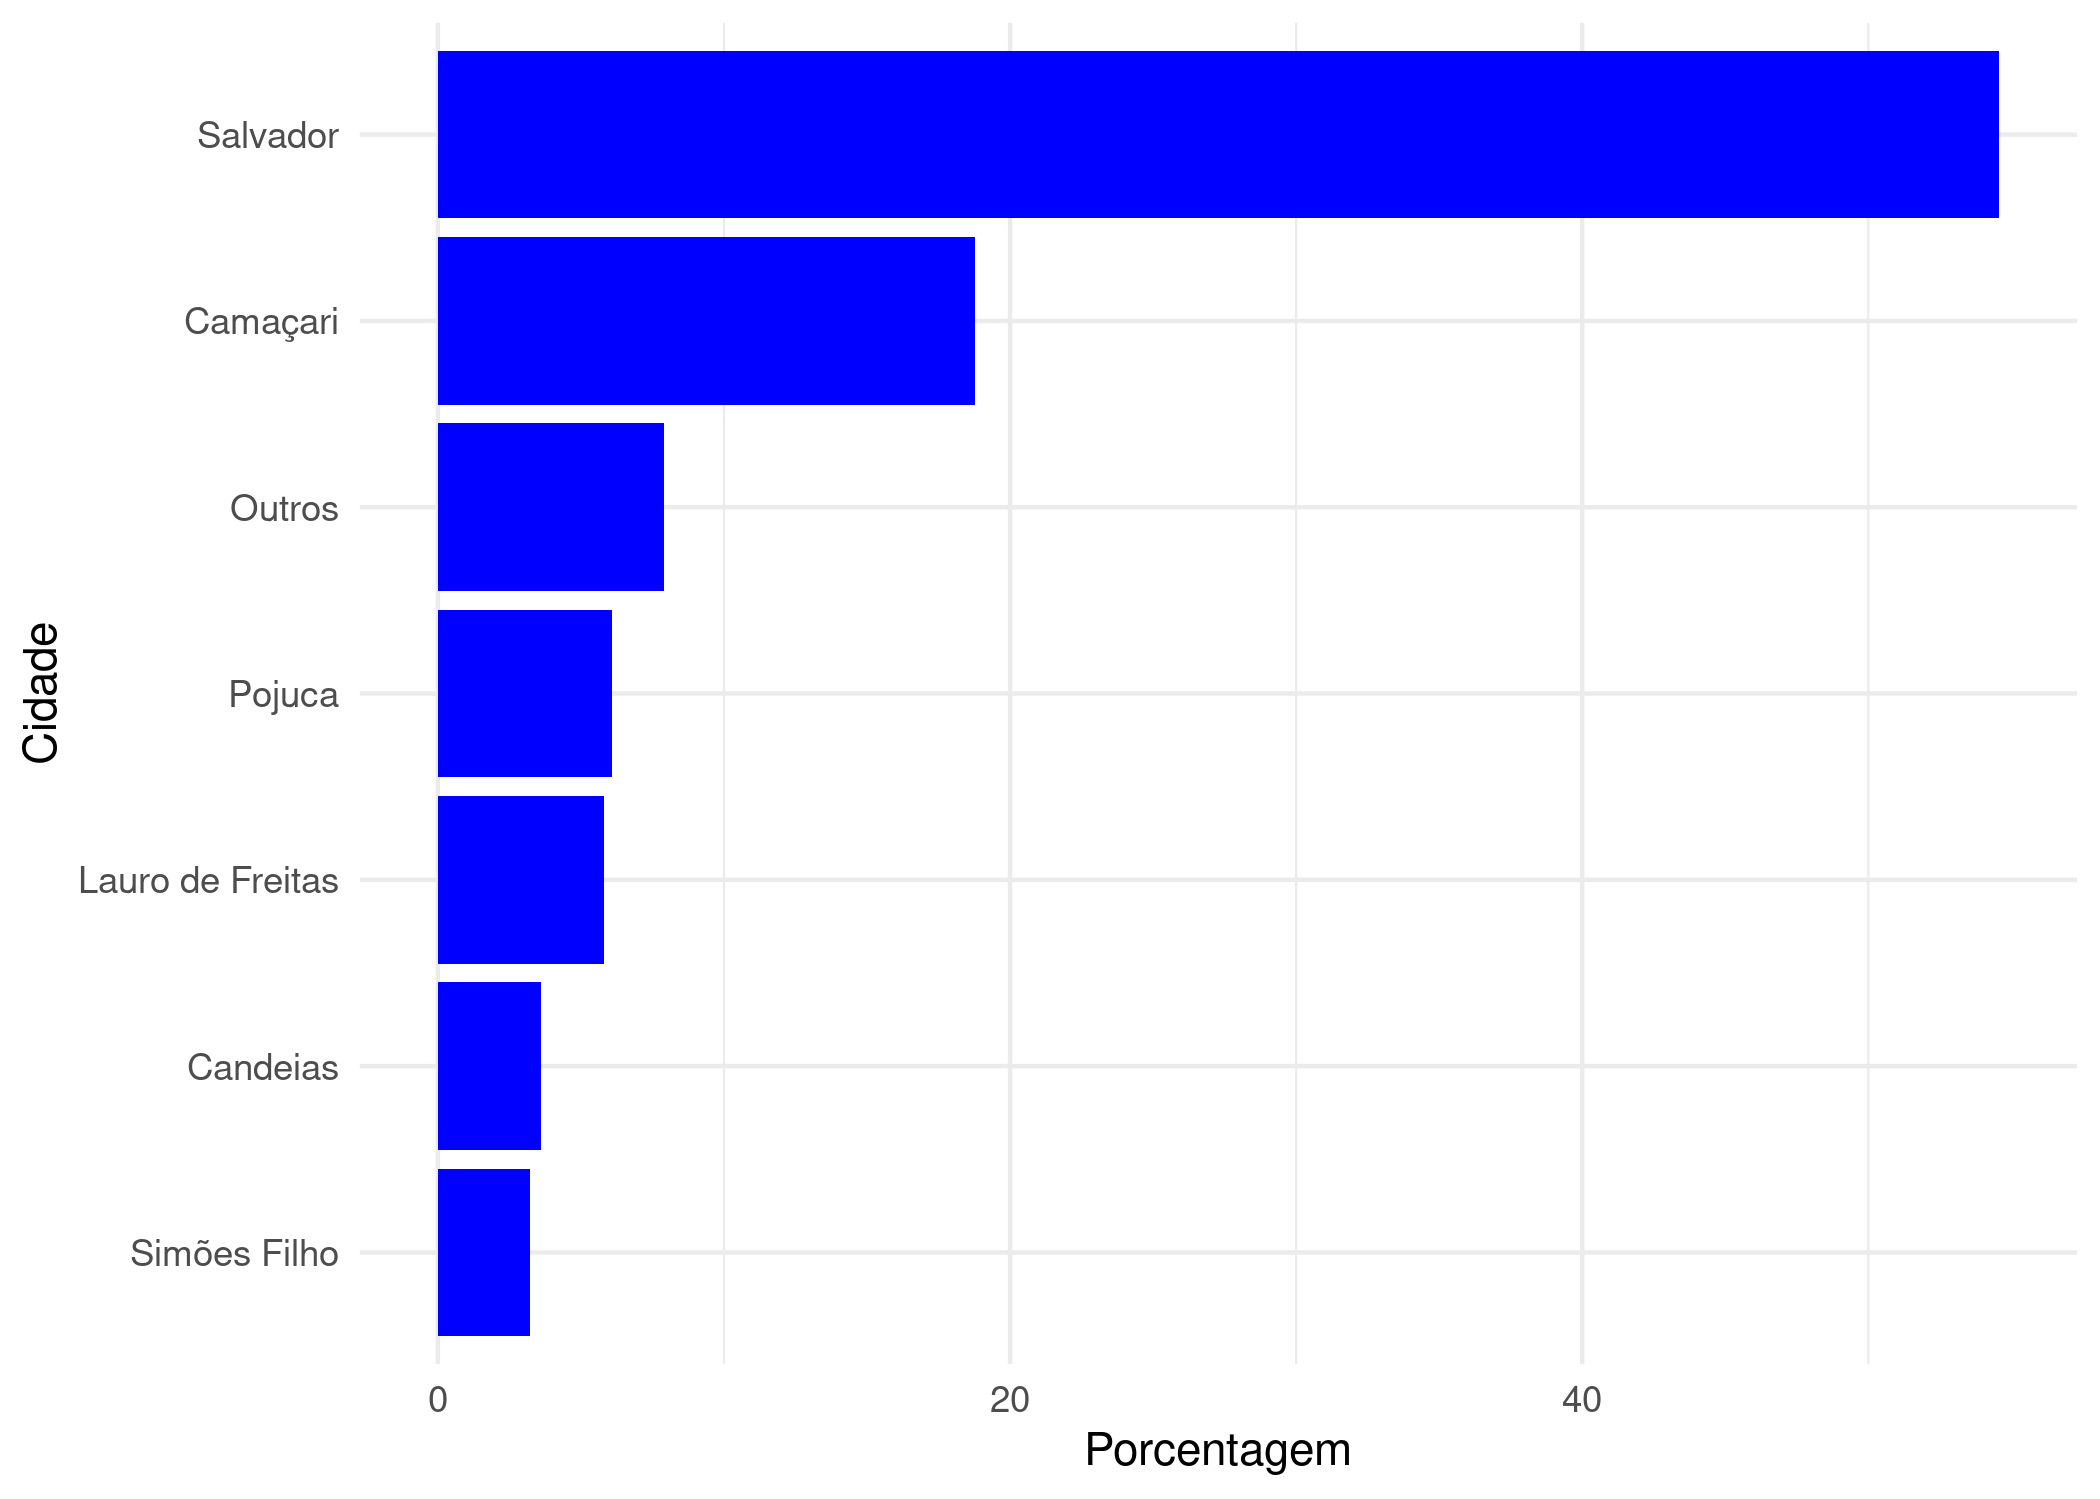 Salvador
Camaçari
Outros
Pojuca
Lauro de Freitas
Candeias
Simões Filho
Cidade
0 20 40
Porcentagem